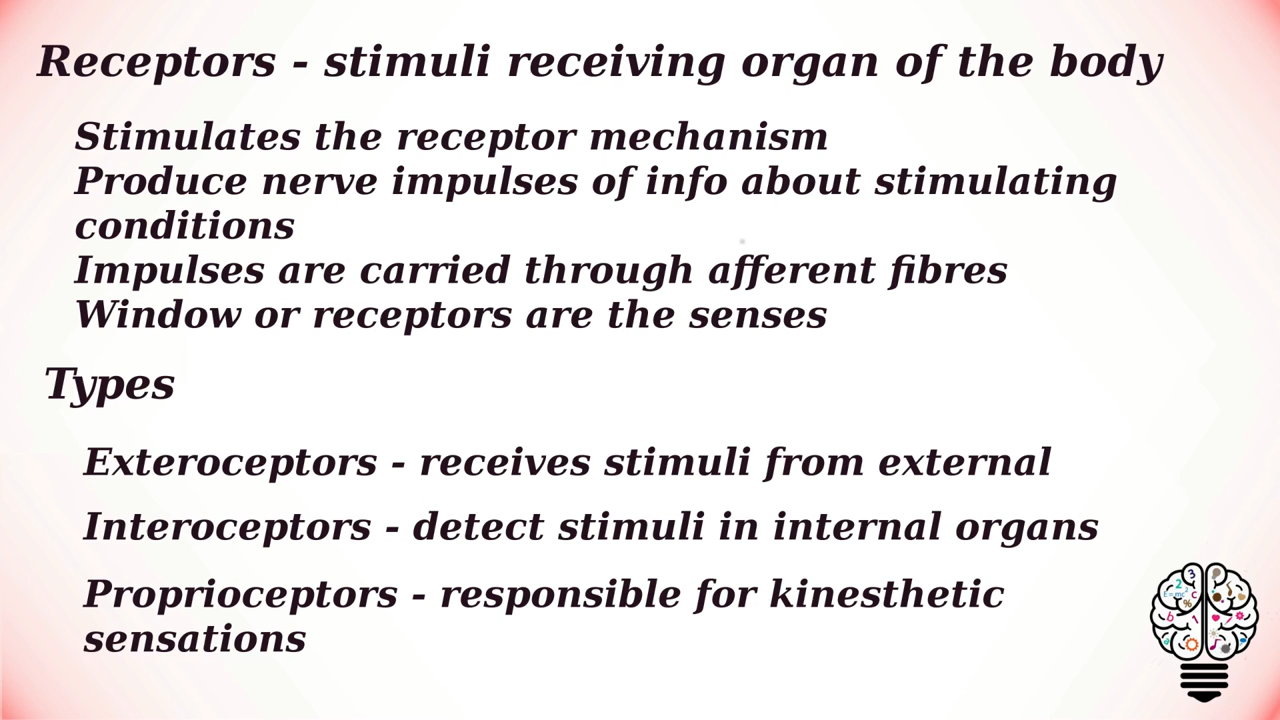 Receptors - stimuli receiving organ of the body
Stimulates the receptor mechanism
Produce nerve impulses of info about stimulating
conditions
Impulses are carried through afferent fibres
Window or receptors are the senses
Types
Exteroceptors - receives stimuli from external
Interoceptors - detect stimuli in internal organs
Proprioceptors - responsible for kinesthetic
sensations